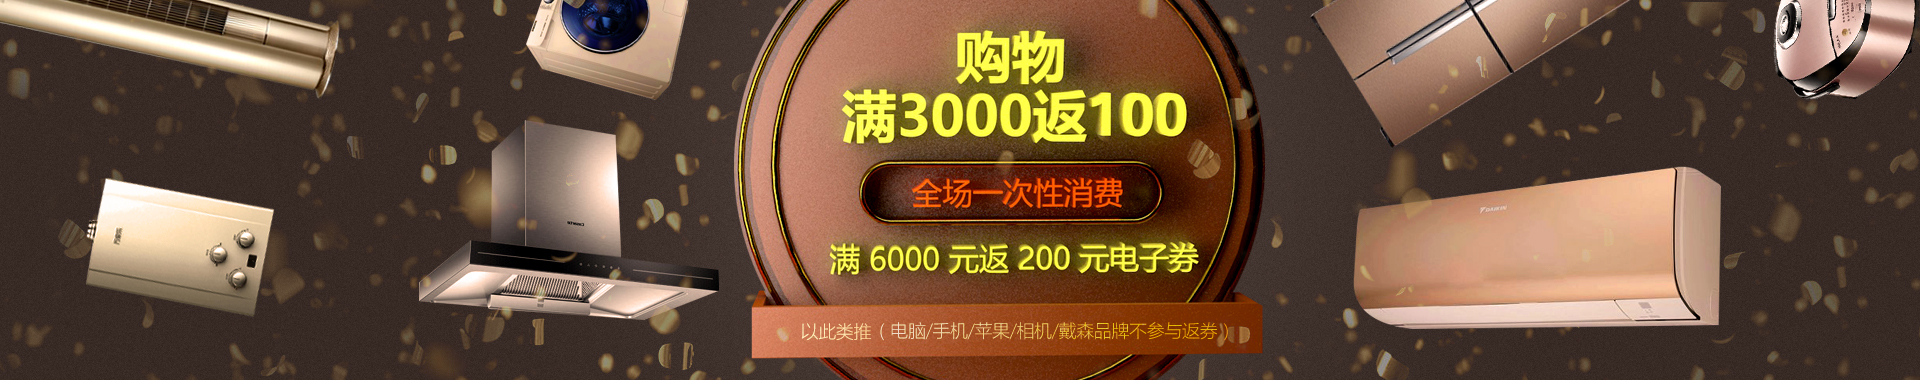 购物
满3000返100
全场一次性消费
满 6000 元返 200 元电子券
以此类推（电脑/手机/苹果/相机/戴森品牌不参与返券）
DAIKIN